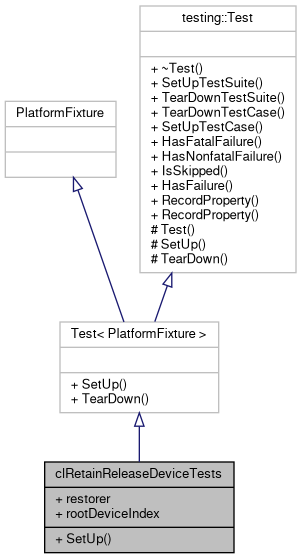 testing::Test
+ ~Test()
+ SetUpTestSuite()
+ TearDownTestSuite()
+ TearDownTestCase()
+ SetUpTestCase()
+ HasFatalFailure()
+ HasNonfatalFailure()
+ IsSkipped()
+ HasFailure()
+ RecordProperty()
+ RecordProperty()
# Test()
# SetUp()
# TearDown()
PlatformFixture
Test< PlatformFixture >
+ SetUp()
+ TearDown()
clRetainReleaseDeviceTests
+ restorer
+ rootDeviceIndex
+ SetUp()